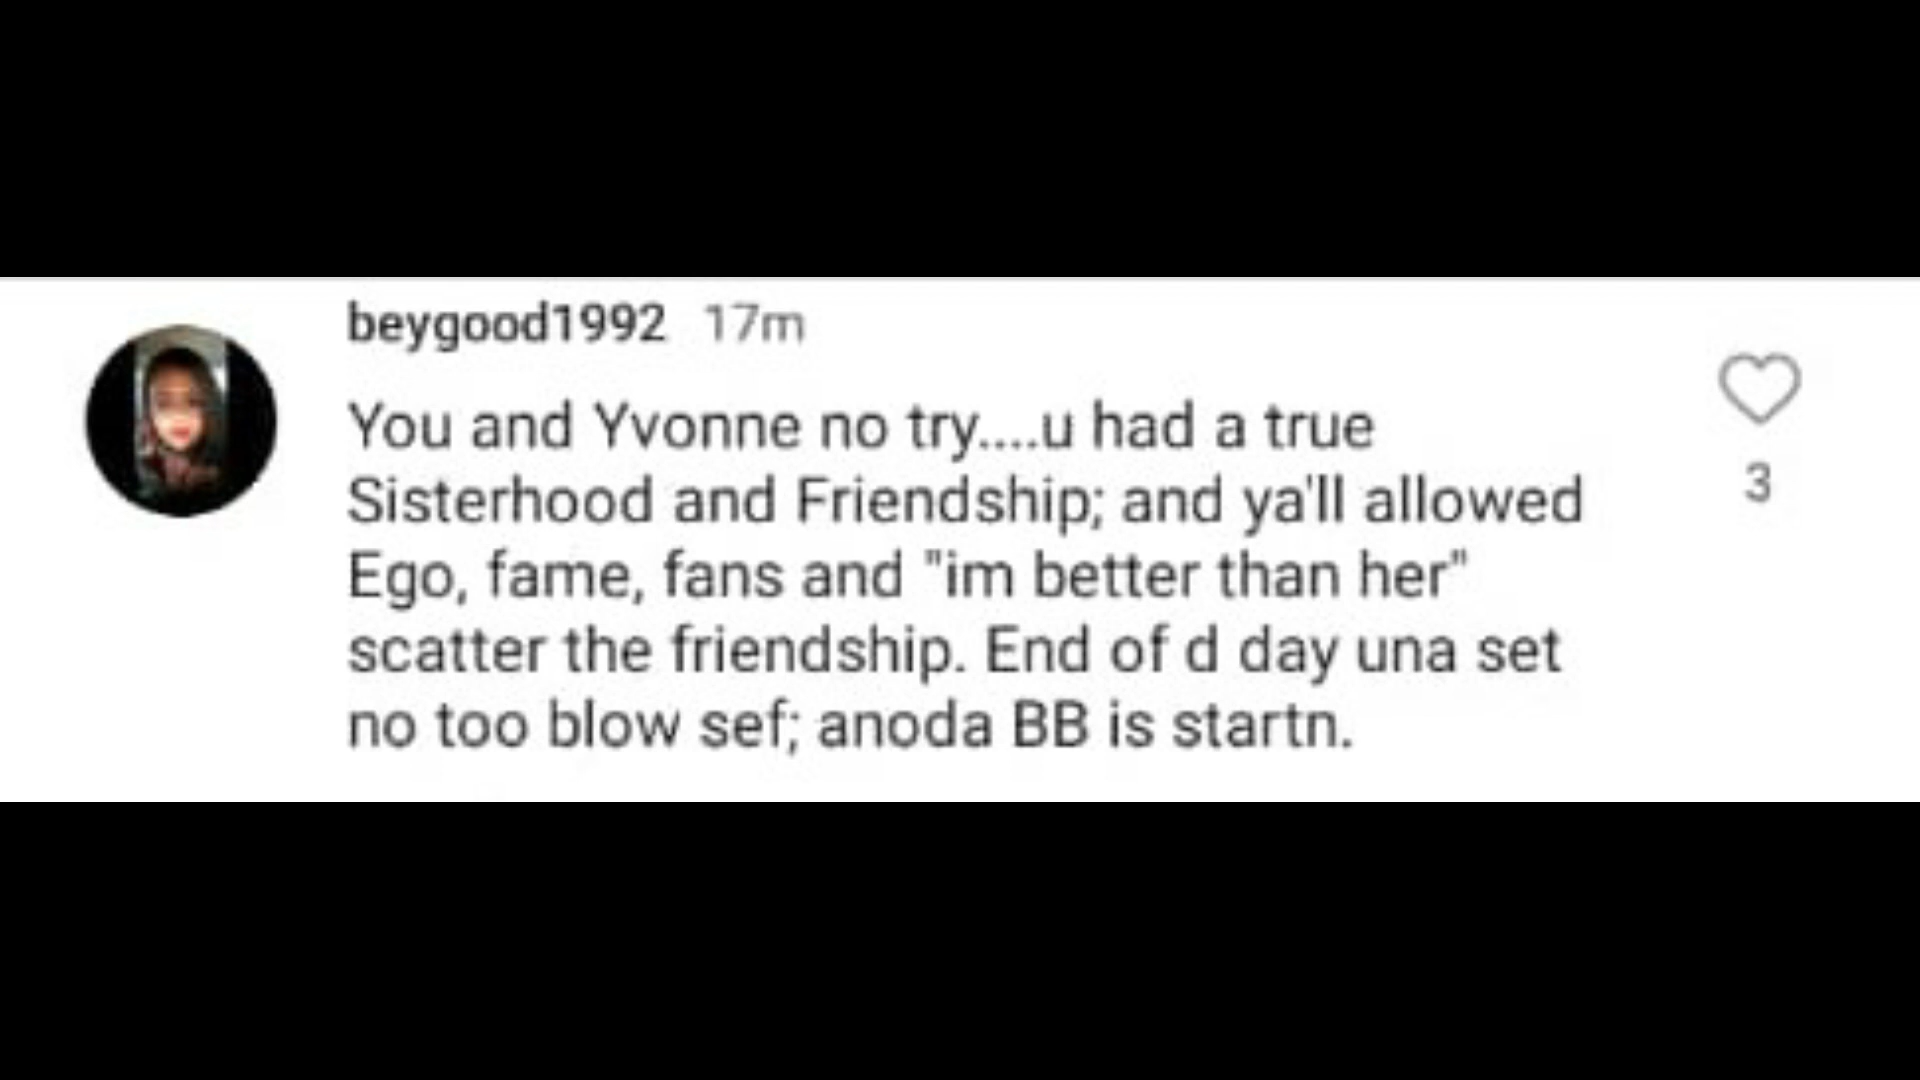 beygood1992 17m
You and Yvonne no try....u had a true
Sisterhood and Friendship; and ya'll allowed
Ego, fame, fans and "im better than her"
scatter the friendship. End of d day una set
no too blow sef; anoda BB is startn.
3